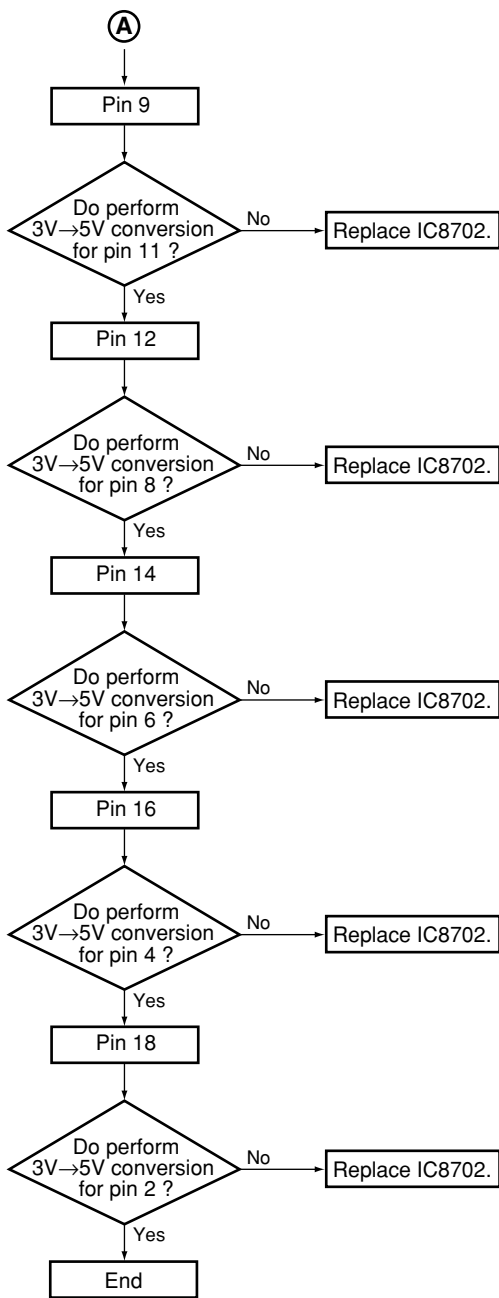 A
Pin 9
Do perform
3V→5V conversion
for pin 11 ?
No
Replace IC8702.
Yes
Pin 12
Do perform
3V→5V conversion
for pin 8 ?
No
Replace IC8702.
Yes
Pin 14
Do perform
3V→5V conversion
for pin 6 ?
No
Replace IC8702.
Yes
Pin 16
Do perform
3V→5V conversion
for pin 4 ?
No
Replace IC8702.
Yes
Pin 18
Do perform
3V→5V conversion
for pin 2 ?
No
Replace IC8702.
Yes
End